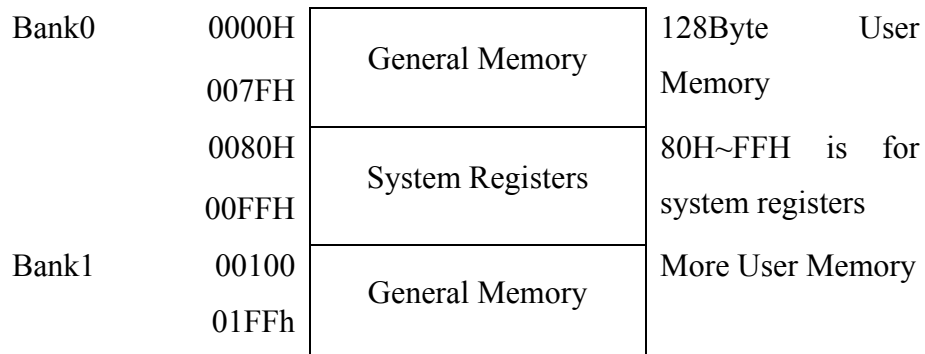 Bank0 0000H General Memory 128Byte User
007FH Memory
0080H System Registers 80H~FFH is for
00FFH system registers
Bank1 00100 General Memory More User Memory
01FFh